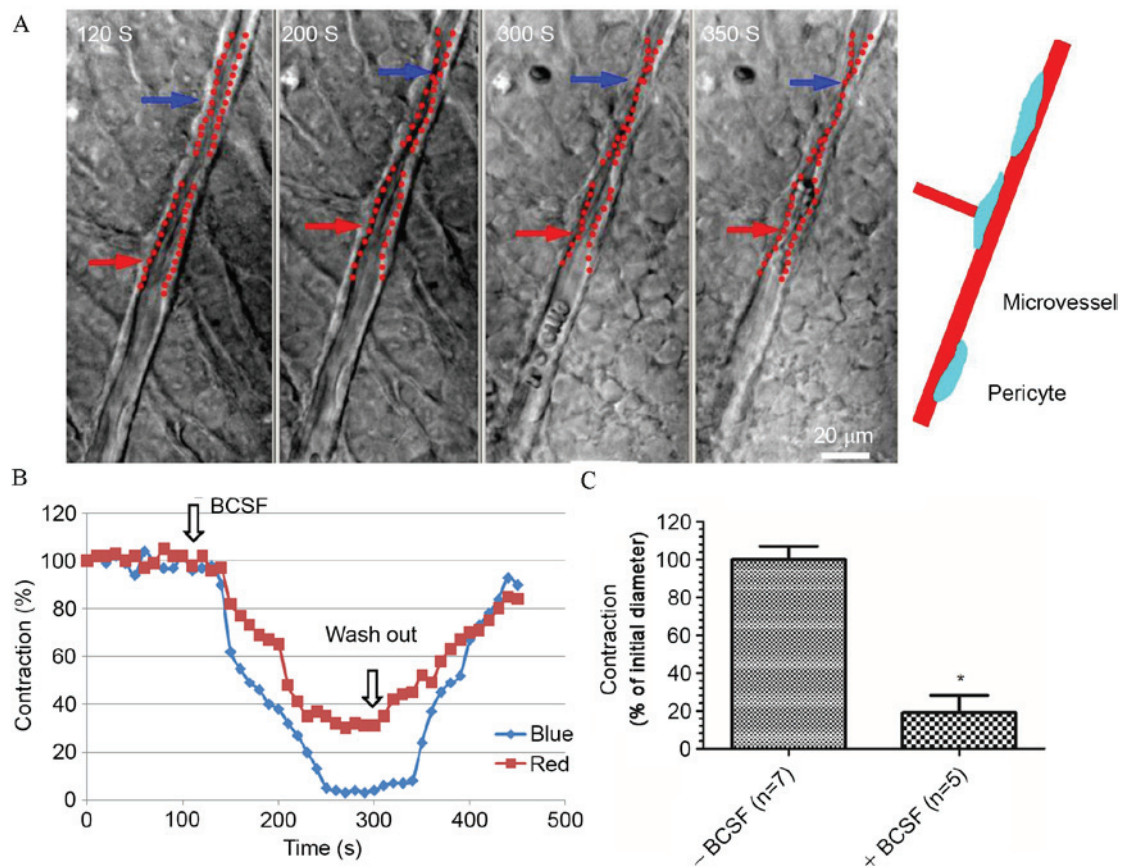 A
120 S
200 S
300 S
350 S
Microvessel
Pericyte
20 μm
B
BCSF
120
100
80
60
40
20
0
Contraction (%)
Wash out
Blue
Red
0
100
200
300
400
500
Time (s)
C
120
100
80
60
40
20
0
Contraction
(% of initial diameter)
*
− BCSF (n=7)
+ BCSF (n=5)